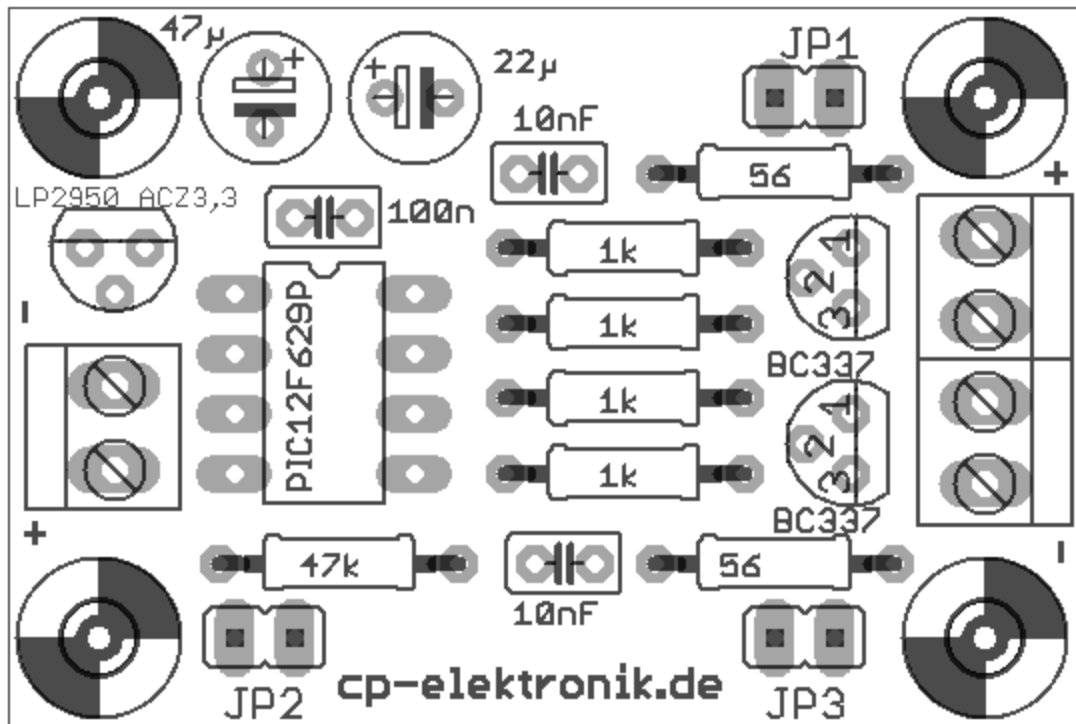 47µ
22µ
JP1
10nF
56
+
LP2950 ACZ3,3
100n
1k
1
2
3
1k
PIC12F629P
BC337
1k
1
2
3
1k
BC337
-
+
47k
10nF
56
-
JP2
cp-elektronik.de
JP3